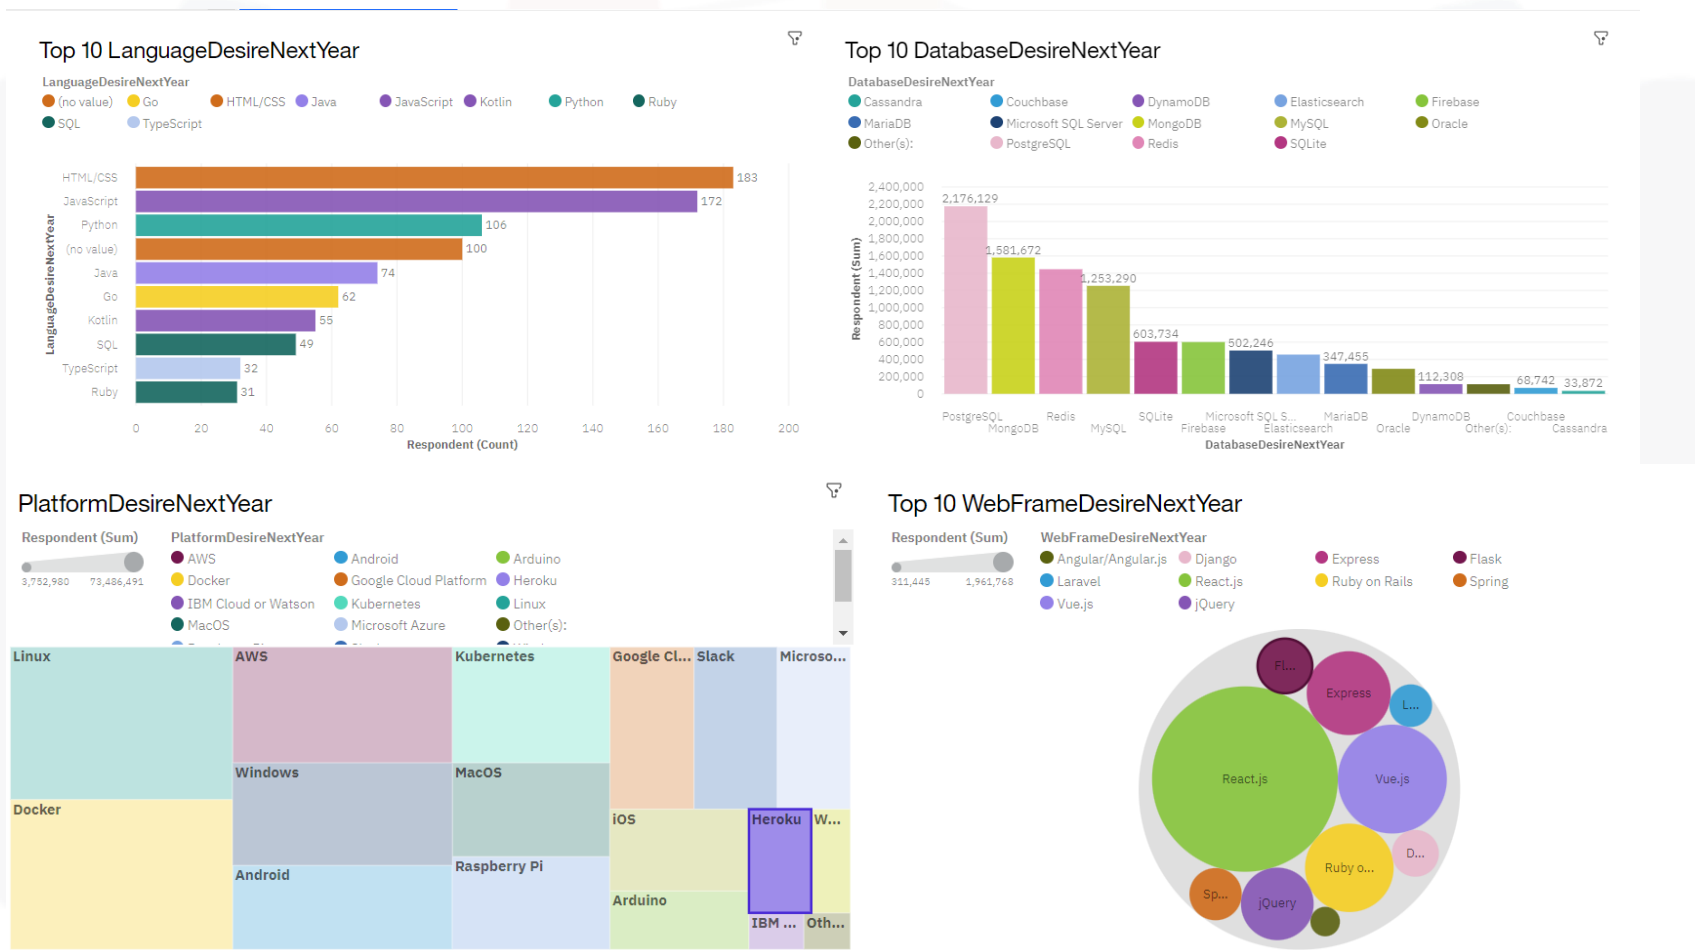 Top 10 LanguageDesireNextYear
LanguageDesireNextYear
(no value) Go HTML/CSS Java JavaScript Kotlin Python Ruby
SQL TypeScript
HTML/CSS 183
JavaScript 172
Python 106
(no value) 100
Java 74
Go 62
Kotlin 55
SQL 49
TypeScript 32
Ruby 31
LanguageDesireNextYear
0 20 40 60 80 100 120 140 160 180 200
Respondent (Count)
Top 10 DatabaseDesireNextYear
DatabaseDesireNextYear
Cassandra Couchbase DynamoDB Elasticsearch Firebase
MariaDB Microsoft SQL Server MongoDB MySQL Oracle
Other(s): PostgreSQL Redis SQLite
2,400,000
2,200,000
2,000,000
1,800,000
1,600,000
1,400,000
1,200,000
1,000,000
800,000
600,000
400,000
200,000
0
Respondent (Sum)
2,176,129
1,581,672
1,253,290
603,734
502,246
347,455
112,308
68,742
33,872
PostgreSQL Redis SQLite Microsoft SQL S... MariaDB DynamoDB Couchbase
MongoDB MySQL Firebase Elasticsearch Oracle Other(s): Cassandra
DatabaseDesireNextYear
PlatformDesireNextYear
Respondent (Sum)
3,752,980 73,486,491
PlatformDesireNextYear
AWS Android Arduino
Docker Google Cloud Platform Heroku
IBM Cloud or Watson Kubernetes Linux
MacOS Microsoft Azure Other(s):
Linux AWS Kubernetes Google Cl... Slack Microso...
Windows MacOS
Docker iOS Heroku W...
Android Raspberry Pi
Arduino IBM ... Oth...
Top 10 WebFrameDesireNextYear
Respondent (Sum)
311,445 1,961,768
WebFrameDesireNextYear
Angular/Angular.js Django Express Flask
Laravel React.js Ruby on Rails Spring
Vue.js jQuery
Fl...
Express
L...
React.js
Vue.js
D...
Ruby o...
Sp...
jQuery